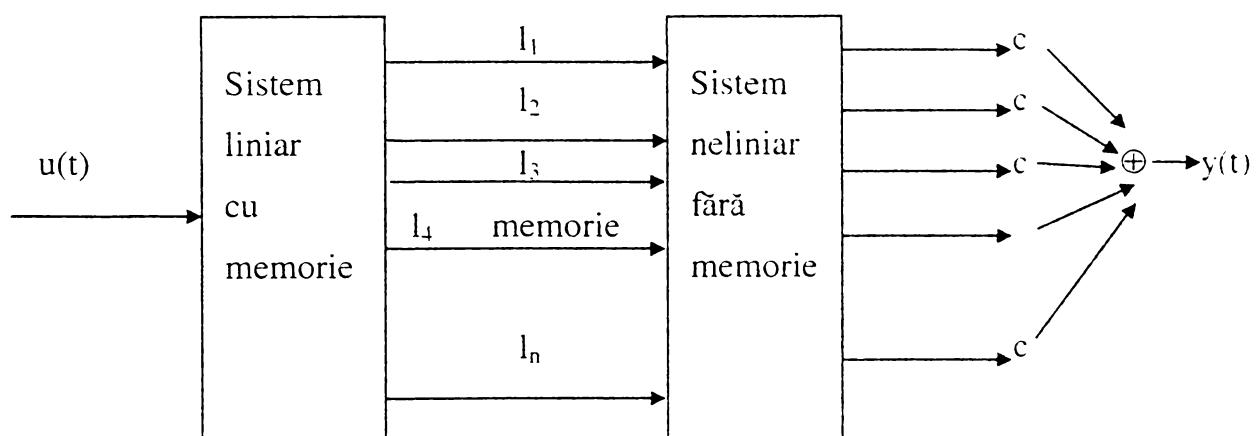 u(t)
Sistem
liniar
cu
memorie
l₁
l₂
l₃
l₄ memorie
lₙ
Sistem
neliniar
fără
memorie
c
c
c
c
⊕
y(t)